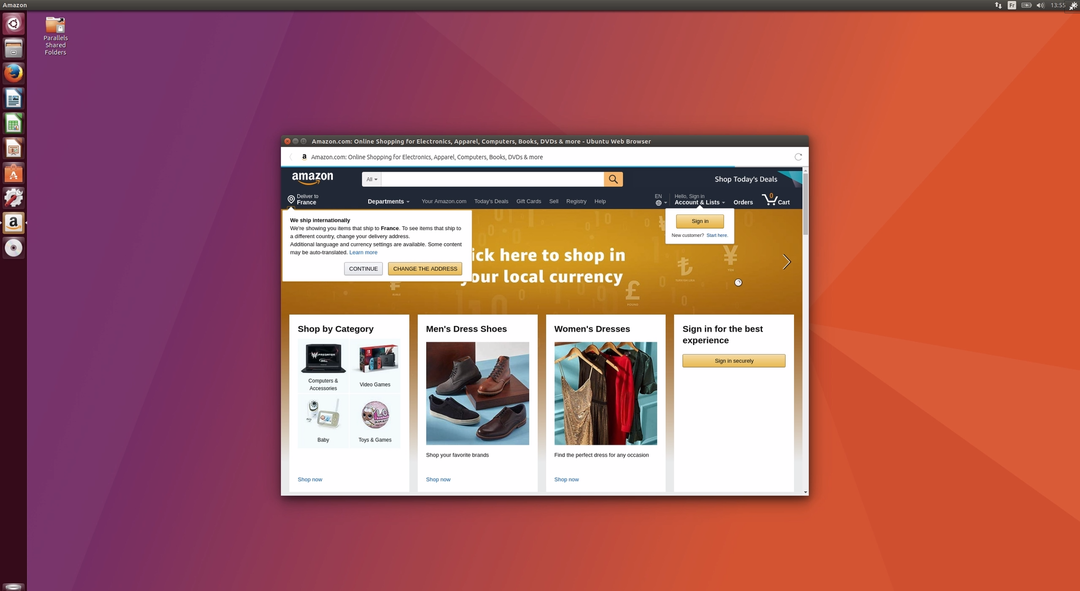 Amazon
Fr
13:55
Parallels
Shared
Folders
Amazon.com: Online Shopping for Electronics, Apparel, Computers, Books, DVDs & more - Ubuntu Web Browser
Amazon.com: Online Shopping for Electronics, Apparel, Computers, Books, DVDs & more
amazon
All
Shop Today's Deals
Deliver to
France
Departments
Your Amazon.com
Today's Deals
Gift Cards
Sell
Registry
Help
EN
Hello, Sign in
Account & Lists
Orders
0
Cart
We ship internationally
We're showing you items that ship to France. To see items that ship to
a different country, change your delivery address.
Additional language and currency settings are available. Some content
may be auto-translated. Learn more
CONTINUE
CHANGE THE ADDRESS
Sign in
New customer? Start here.
ick here to shop in
your local currency
Shop by Category
Computers &
Accessories
Video Games
Baby
Toys & Games
Shop now
Men's Dress Shoes
Shop your favorite brands
Shop now
Women's Dresses
Find the perfect dress for any occasion
Shop now
Sign in for the best
experience
Sign in securely